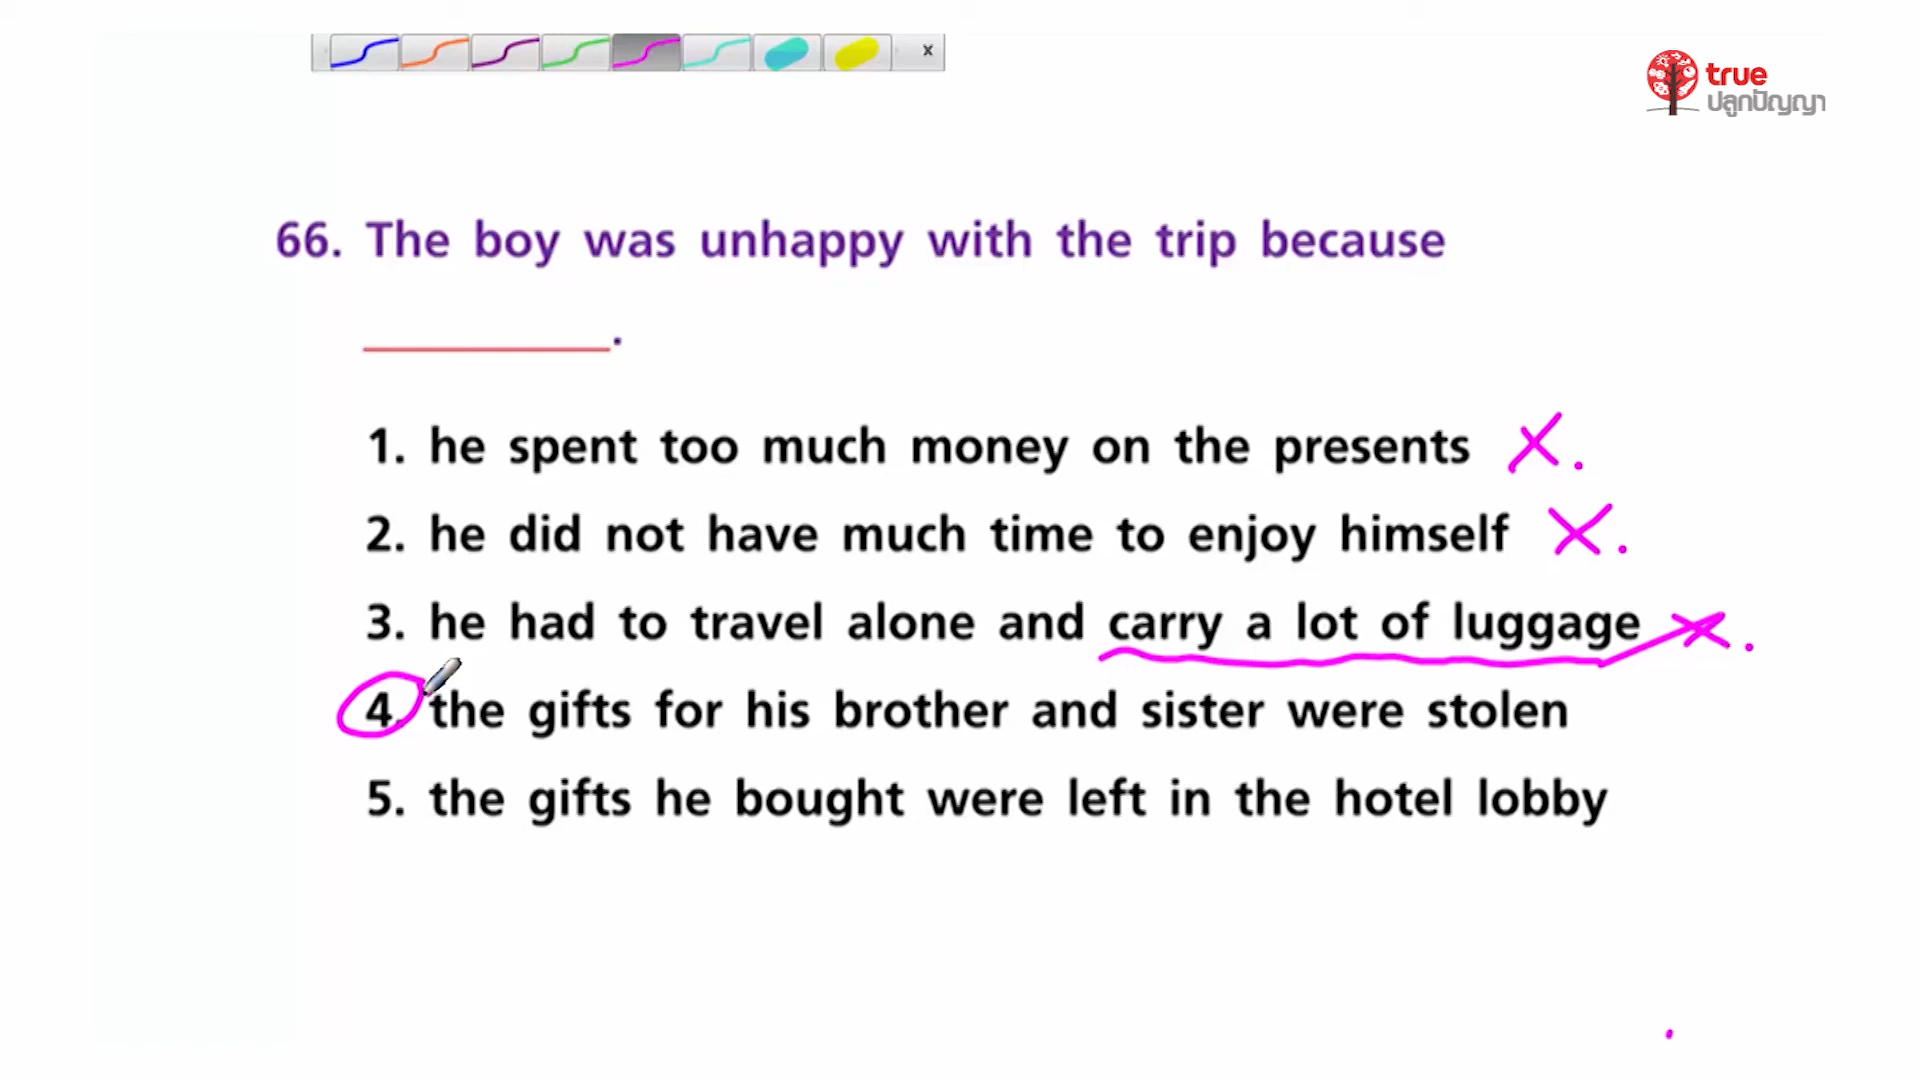 true
ปลูกปัญญา
66. The boy was unhappy with the trip because
__________.
1. he spent too much money on the presents
2. he did not have much time to enjoy himself
3. he had to travel alone and carry a lot of luggage
4. the gifts for his brother and sister were stolen
5. the gifts he bought were left in the hotel lobby